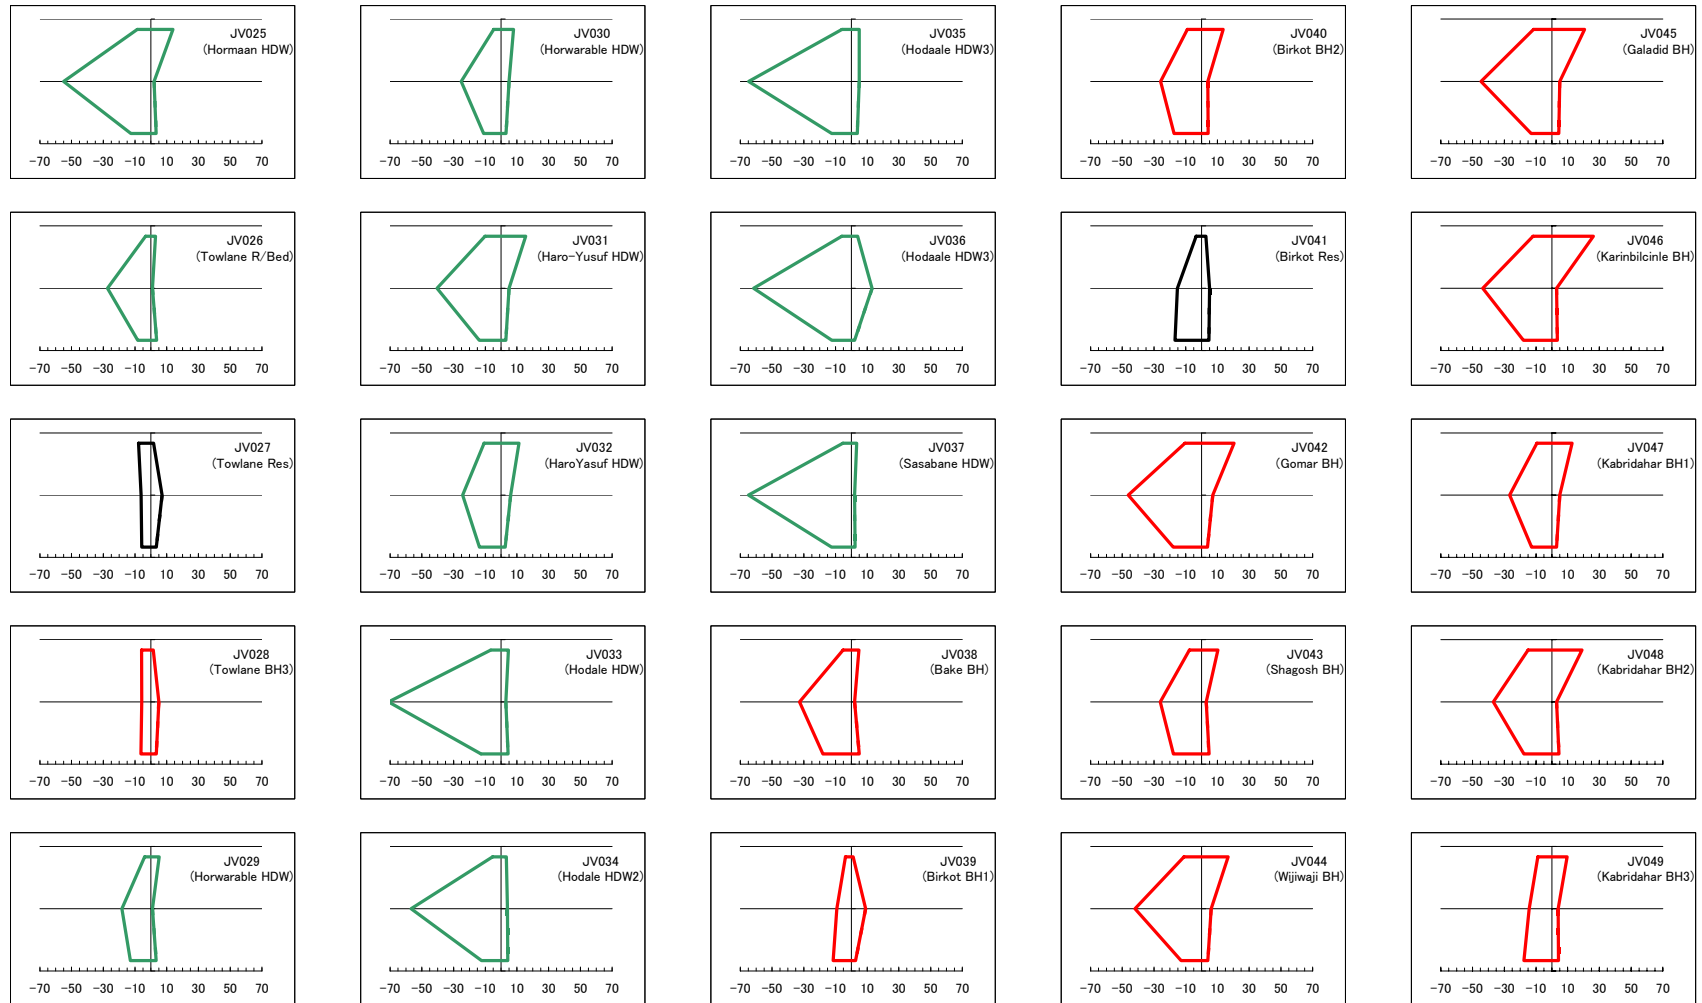 JV025
(Hormaan HDW)
-70 -50 -30 -10 10 30 50 70
JV030
(Horwarable HDW)
-70 -50 -30 -10 10 30 50 70
JV035
(Hodaale HDW3)
-70 -50 -30 -10 10 30 50 70
JV040
(Birkot BH2)
-70 -50 -30 -10 10 30 50 70
JV045
(Galadid BH)
-70 -50 -30 -10 10 30 50 70
JV026
(Towlane R/Bed)
-70 -50 -30 -10 10 30 50 70
JV031
(Haro-Yusuf HDW)
-70 -50 -30 -10 10 30 50 70
JV036
(Hodaale HDW3)
-70 -50 -30 -10 10 30 50 70
JV041
(Birkot Res)
-70 -50 -30 -10 10 30 50 70
JV046
(Karinbilcinle BH)
-70 -50 -30 -10 10 30 50 70
JV027
(Towlane Res)
-70 -50 -30 -10 10 30 50 70
JV032
(HaroYasuf HDW)
-70 -50 -30 -10 10 30 50 70
JV037
(Sasabane HDW)
-70 -50 -30 -10 10 30 50 70
JV042
(Gomar BH)
-70 -50 -30 -10 10 30 50 70
JV047
(Kabridahar BH1)
-70 -50 -30 -10 10 30 50 70
JV028
(Towlane BH3)
-70 -50 -30 -10 10 30 50 70
JV033
(Hodale HDW)
-70 -50 -30 -10 10 30 50 70
JV038
(Bake BH)
-70 -50 -30 -10 10 30 50 70
JV043
(Shagosh BH)
-70 -50 -30 -10 10 30 50 70
JV048
(Kabridahar BH2)
-70 -50 -30 -10 10 30 50 70
JV029
(Horwarable HDW)
-70 -50 -30 -10 10 30 50 70
JV034
(Hodale HDW2)
-70 -50 -30 -10 10 30 50 70
JV039
(Birkot BH1)
-70 -50 -30 -10 10 30 50 70
JV044
(Wijiwaji BH)
-70 -50 -30 -10 10 30 50 70
JV049
(Kabridahar BH3)
-70 -50 -30 -10 10 30 50 70